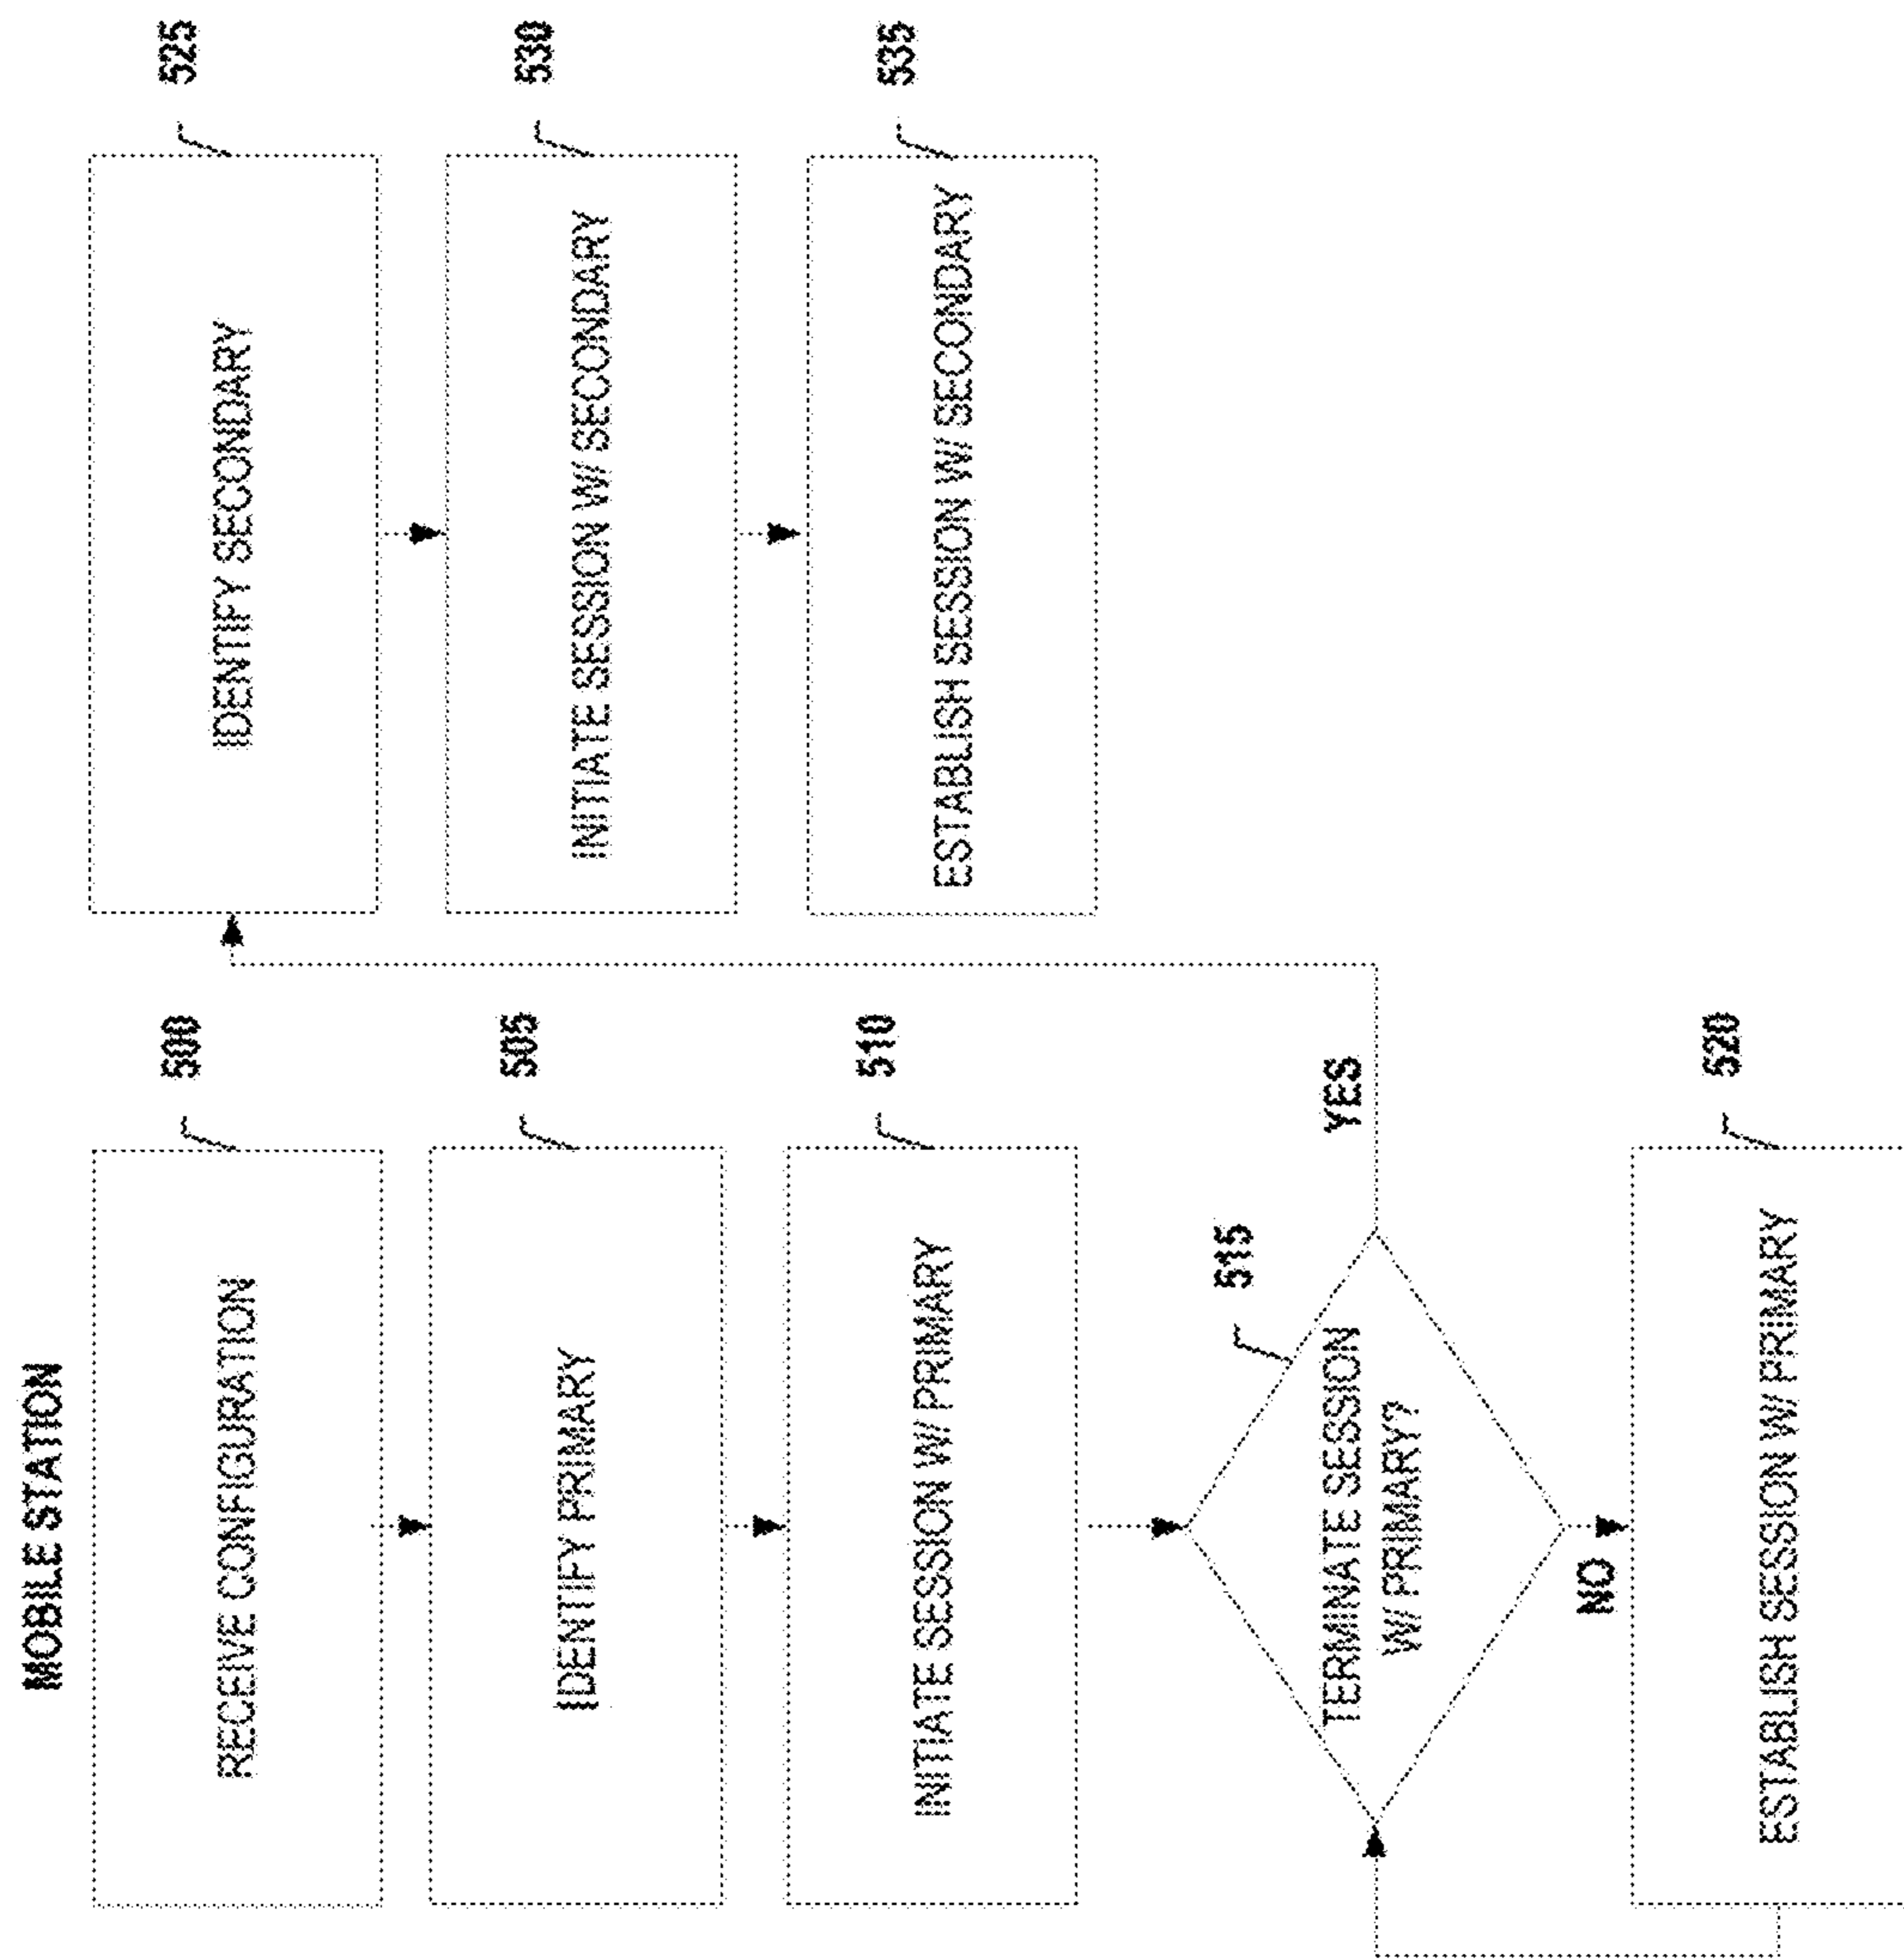 MOBILE STATION
RECEIVE CONFIGURATION
500
IDENTIFY PRIMARY
505
INITIATE SESSION W/ PRIMARY
510
TERMINATE SESSION
W/ PRIMARY?
515
YES
NO
ESTABLISH SESSION W/ PRIMARY
520
IDENTIFY SECONDARY
525
INITIATE SESSION W/ SECONDARY
530
ESTABLISH SESSION W/ SECONDARY
535